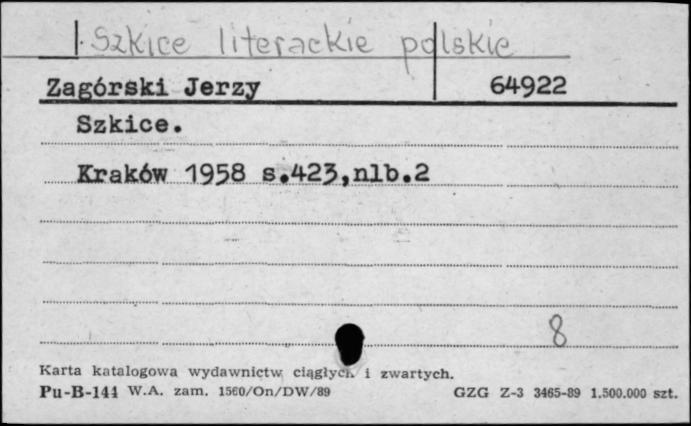 1. Szkice literackie polskie
Zagórski Jerzy 64922
Szkice.
Kraków 1958 s.423,nlb.2
8
Karta katalogowa wydawnictw ciągłych i zwartych.
Pu-B-144 W.A. zam. 1560/On/DW/89 GZG Z-3 3465-89 1.500.000 szt.